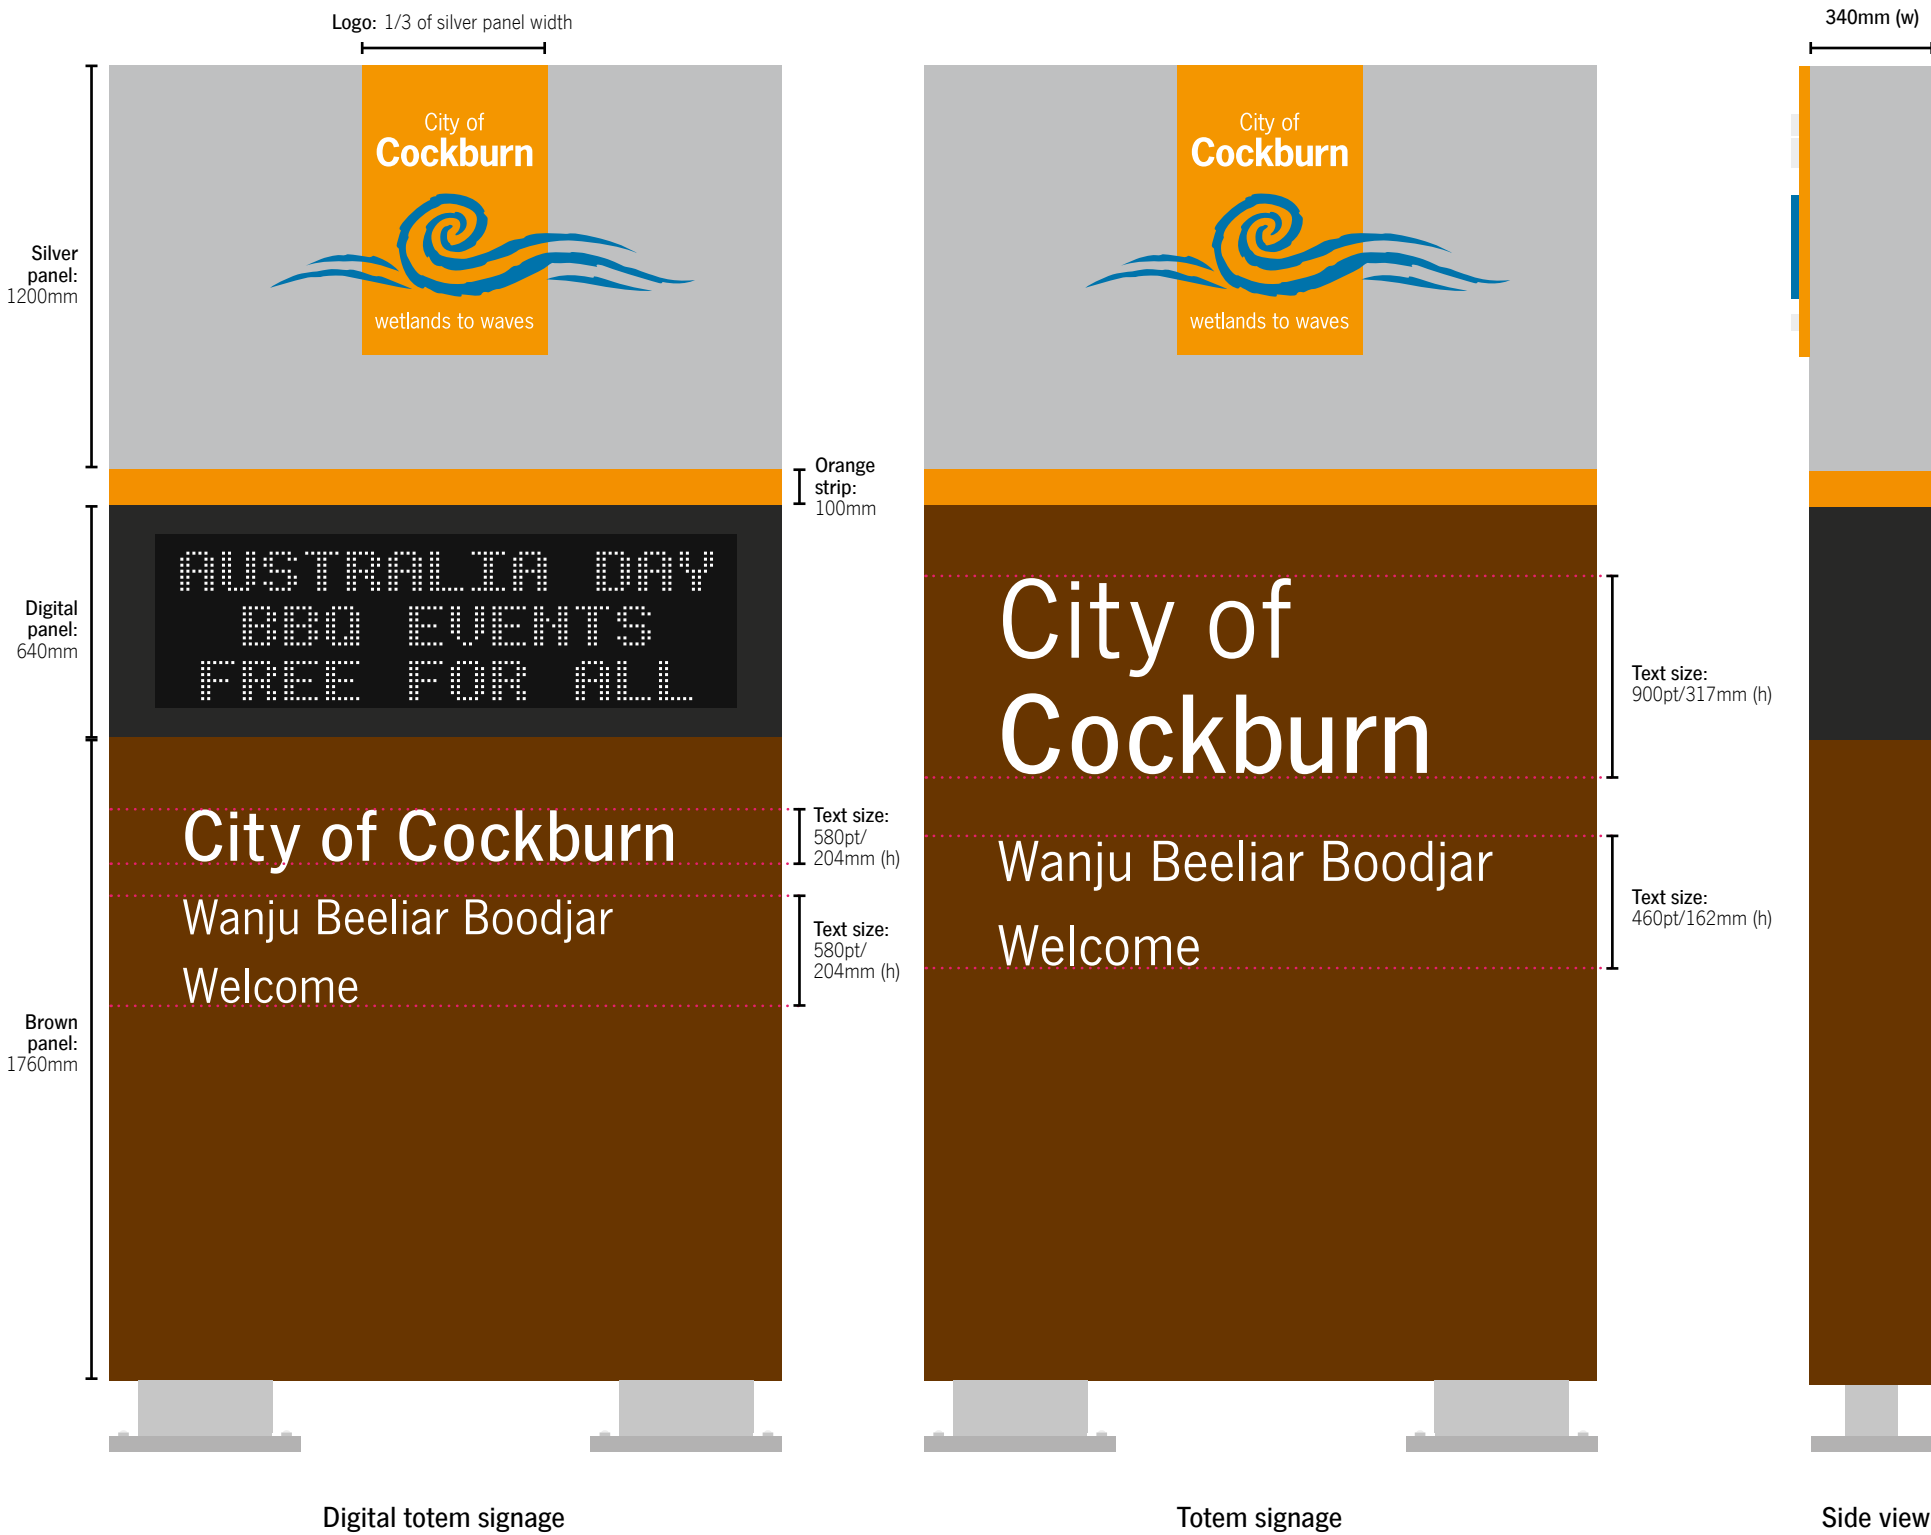 Logo: 1/3 of silver panel width
City of
Cockburn
wetlands to waves
Silver
panel:
1200mm
Orange
strip:
100mm
AUSTRALIA DAY
BBQ EVENTS
FREE FOR ALL
Digital
panel:
640mm
City of Cockburn
Text size:
580pt/
204mm (h)
Wanju Beeliar Boodjar
Welcome
Text size:
580pt/
204mm (h)
Brown
panel:
1760mm
Digital totem signage
City of
Cockburn
wetlands to waves
City of
Cockburn
Text size:
900pt/317mm (h)
Wanju Beeliar Boodjar
Welcome
Text size:
460pt/162mm (h)
Totem signage
340mm (w)
Side view